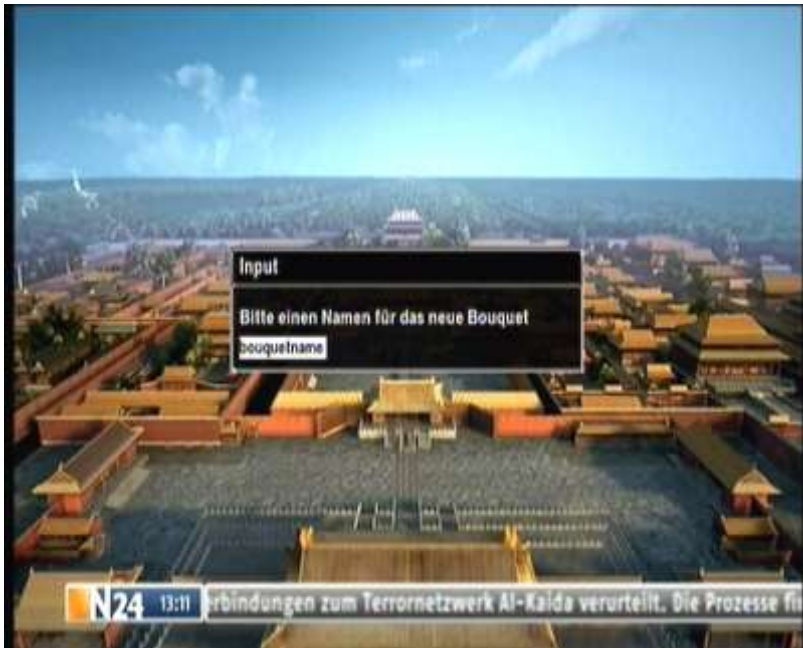 Input
Bitte einen Namen für das neue Bouquet
bouquetname
N24 13:11 erbindungen zum Terrornetzwerk Al-Kaida verurteilt. Die Prozesse